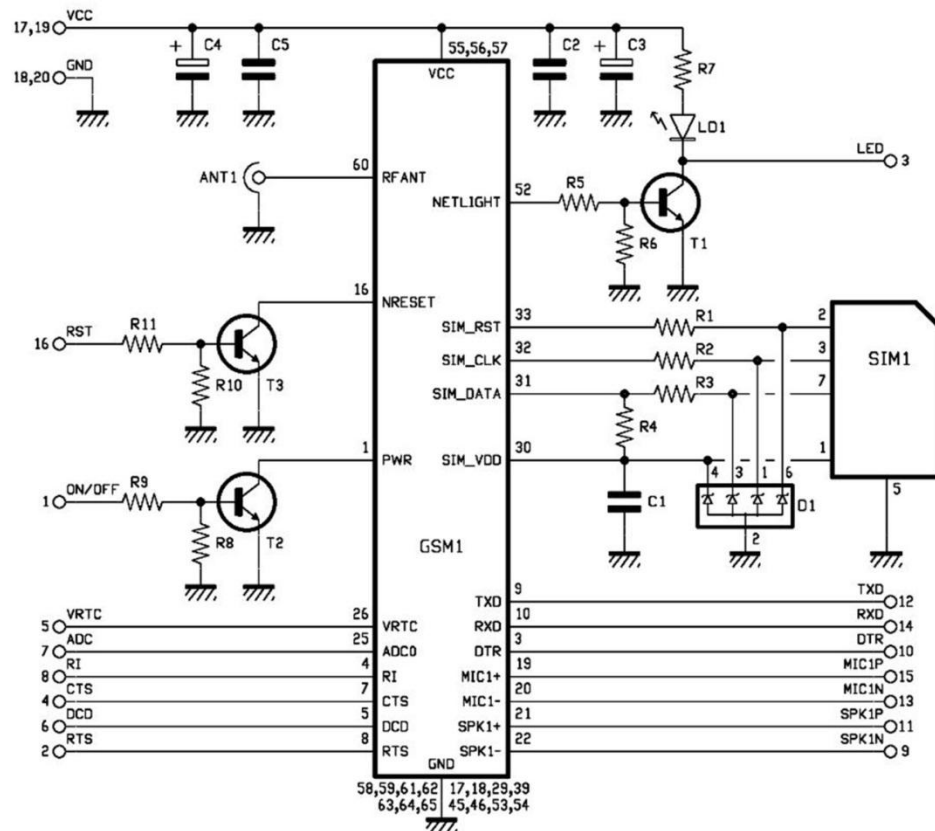 VCC
17,19
C4
C5
C2
C3
+
+
55,56,57
VCC
GND
18,20
R7
LD1
LED
3
ANT1
60
RFANT
NETLIGHT
52
R5
R6
T1
16
NRESET
RST
16
R11
R10
T3
SIM_RST
33
R1
2
SIM_CLK
32
R2
3
SIM1
SIM_DATA
31
R3
7
R4
1
PWR
SIM_VDD
30
1
4 3 1 6
D1
2
5
C1
ON/OFF
1
R9
R8
T2
GSM1
TXD
9
TXD
12
RXD
10
RXD
14
DTR
3
DTR
10
MIC1+
19
MIC1P
15
MIC1-
20
MIC1N
13
SPK1+
21
SPK1P
11
SPK1-
22
SPK1N
9
VRTC
5
26
VRTC
ADC
7
25
ADC0
RI
8
4
RI
CTS
4
7
CTS
DCD
6
5
DCD
RTS
2
8
RTS
GND
58,59,61,62
63,64,65
17,18,29,39
45,46,53,54